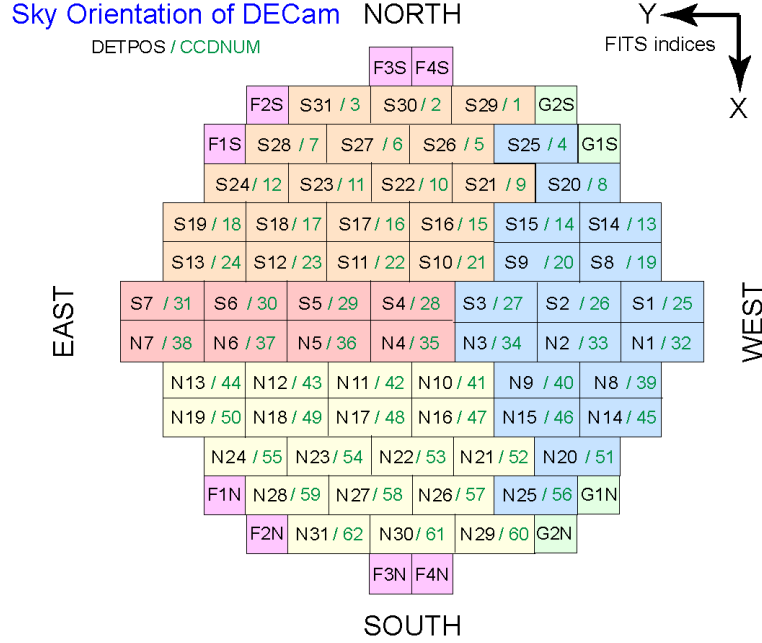 Sky Orientation of DECam NORTH Y
DETPOS / CCDNUM FITS indices
X
F3S F4S
F2S S31 / 3 S30 / 2 S29 / 1 G2S
F1S S28 / 7 S27 / 6 S26 / 5 S25 / 4 G1S
S24 / 12 S23 / 11 S22 / 10 S21 / 9 S20 / 8
S19 / 18 S18 / 17 S17 / 16 S16 / 15 S15 / 14 S14 / 13
S13 / 24 S12 / 23 S11 / 22 S10 / 21 S9 / 20 S8 / 19
S7 / 31 S6 / 30 S5 / 29 S4 / 28 S3 / 27 S2 / 26 S1 / 25
EAST WEST
N7 / 38 N6 / 37 N5 / 36 N4 / 35 N3 / 34 N2 / 33 N1 / 32
N13 / 44 N12 / 43 N11 / 42 N10 / 41 N9 / 40 N8 / 39
N19 / 50 N18 / 49 N17 / 48 N16 / 47 N15 / 46 N14 / 45
N24 / 55 N23 / 54 N22 / 53 N21 / 52 N20 / 51
F1N N28 / 59 N27 / 58 N26 / 57 N25 / 56 G1N
F2N N31 / 62 N30 / 61 N29 / 60 G2N
F3N F4N
SOUTH